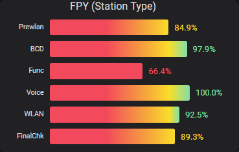 FPY (Station Type)
Prewlan 84.9%
BCD 97.9%
Func 66.4%
Voice 100.0%
WLAN 92.5%
FinalChk 89.3%